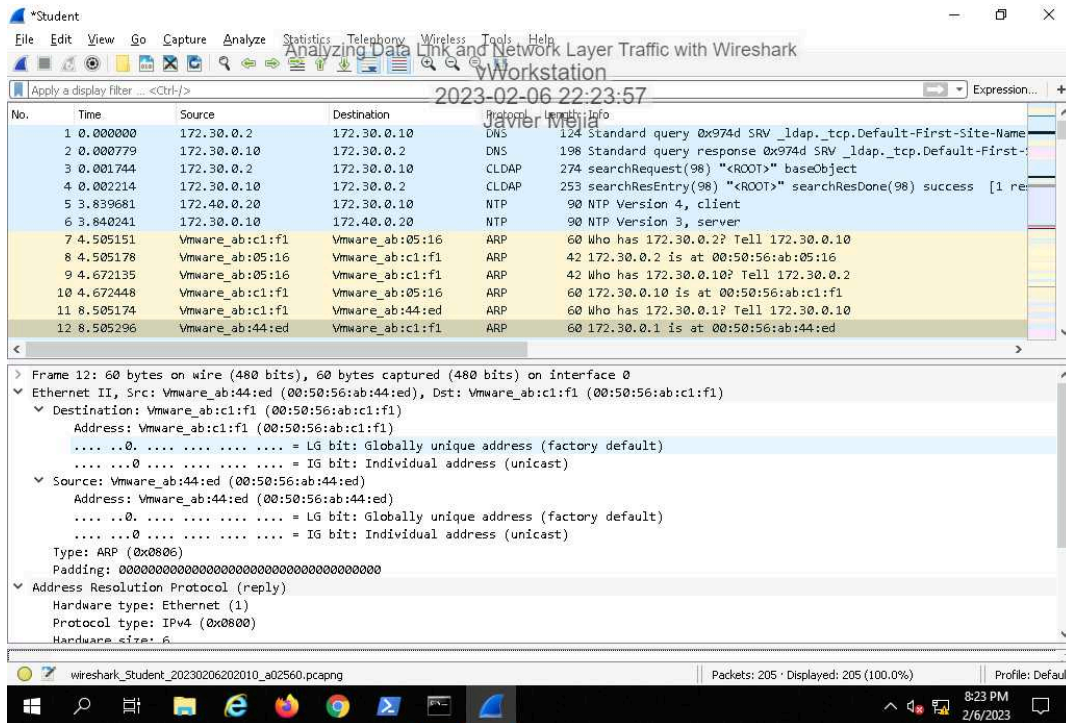 *Student
File Edit View Go Capture Analyze Statistics Telephony Wireless Tools Help
Analyzing Data Link and Network Layer Traffic with Wireshark
vWorkstation
2023-02-06 22:23:57
Javier Mejia
Apply a display filter ... <Ctrl-/> Expression... +
No. Time Source Destination Protocol Length Info
1 0.000000 172.30.0.2 172.30.0.10 DNS 124 Standard query 0x974d SRV _ldap._tcp.Default-First-Site-Name
2 0.000779 172.30.0.10 172.30.0.2 DNS 198 Standard query response 0x974d SRV _ldap._tcp.Default-First-
3 0.001744 172.30.0.2 172.30.0.10 CLDAP 274 searchRequest(98) "<ROOT>" baseObject
4 0.002214 172.30.0.10 172.30.0.2 CLDAP 253 searchResEntry(98) "<ROOT>" searchResDone(98) success [1 re
5 3.839681 172.40.0.20 172.30.0.10 NTP 90 NTP Version 4, client
6 3.840241 172.30.0.10 172.40.0.20 NTP 90 NTP Version 3, server
7 4.505151 Vmware_ab:c1:f1 Vmware_ab:05:16 ARP 60 Who has 172.30.0.2? Tell 172.30.0.10
8 4.505178 Vmware_ab:05:16 Vmware_ab:c1:f1 ARP 42 172.30.0.2 is at 00:50:56:ab:05:16
9 4.672135 Vmware_ab:05:16 Vmware_ab:c1:f1 ARP 42 Who has 172.30.0.10? Tell 172.30.0.2
10 4.672448 Vmware_ab:c1:f1 Vmware_ab:05:16 ARP 60 172.30.0.10 is at 00:50:56:ab:c1:f1
11 8.505174 Vmware_ab:c1:f1 Vmware_ab:44:ed ARP 60 Who has 172.30.0.1? Tell 172.30.0.10
12 8.505296 Vmware_ab:44:ed Vmware_ab:c1:f1 ARP 60 172.30.0.1 is at 00:50:56:ab:44:ed
Frame 12: 60 bytes on wire (480 bits), 60 bytes captured (480 bits) on interface 0
Ethernet II, Src: Vmware_ab:44:ed (00:50:56:ab:44:ed), Dst: Vmware_ab:c1:f1 (00:50:56:ab:c1:f1)
Destination: Vmware_ab:c1:f1 (00:50:56:ab:c1:f1)
Address: Vmware_ab:c1:f1 (00:50:56:ab:c1:f1)
.... ..0. .... .... .... .... = LG bit: Globally unique address (factory default)
.... ...0 .... .... .... .... = IG bit: Individual address (unicast)
Source: Vmware_ab:44:ed (00:50:56:ab:44:ed)
Address: Vmware_ab:44:ed (00:50:56:ab:44:ed)
.... ..0. .... .... .... .... = LG bit: Globally unique address (factory default)
.... ...0 .... .... .... .... = IG bit: Individual address (unicast)
Type: ARP (0x0806)
Padding: 000000000000000000000000000000000000
Address Resolution Protocol (reply)
Hardware type: Ethernet (1)
Protocol type: IPv4 (0x0800)
Hardware size: 6
wireshark_Student_20230206202010_a02560.pcapng Packets: 205 · Displayed: 205 (100.0%) Profile: Defaul
8:23 PM
2/6/2023